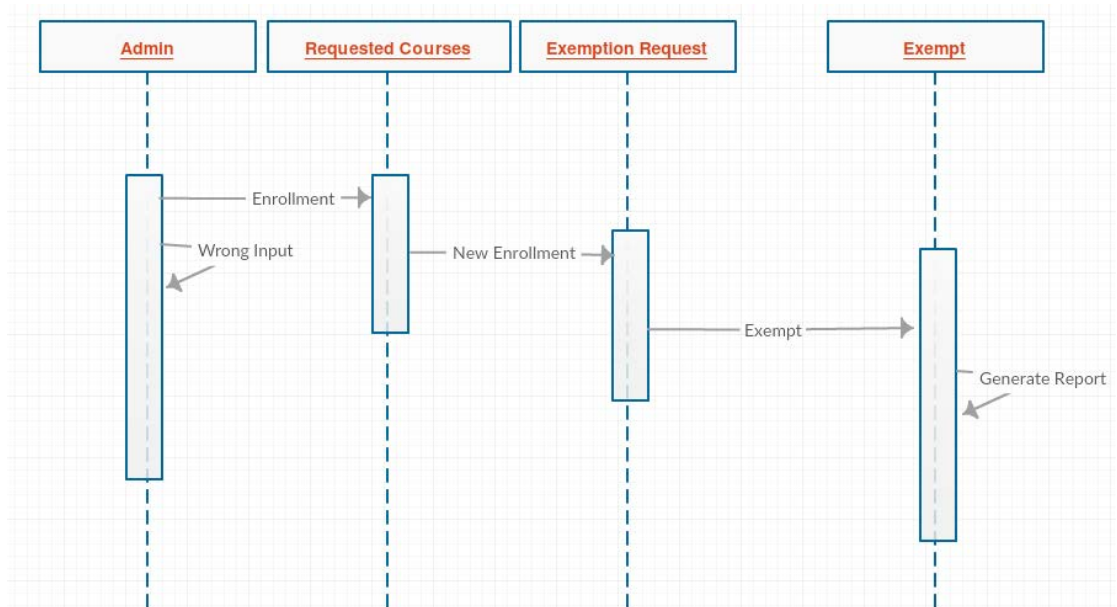 Admin
Requested Courses
Exemption Request
Exempt
Enrollment
Wrong Input
New Enrollment
Exempt
Generate Report